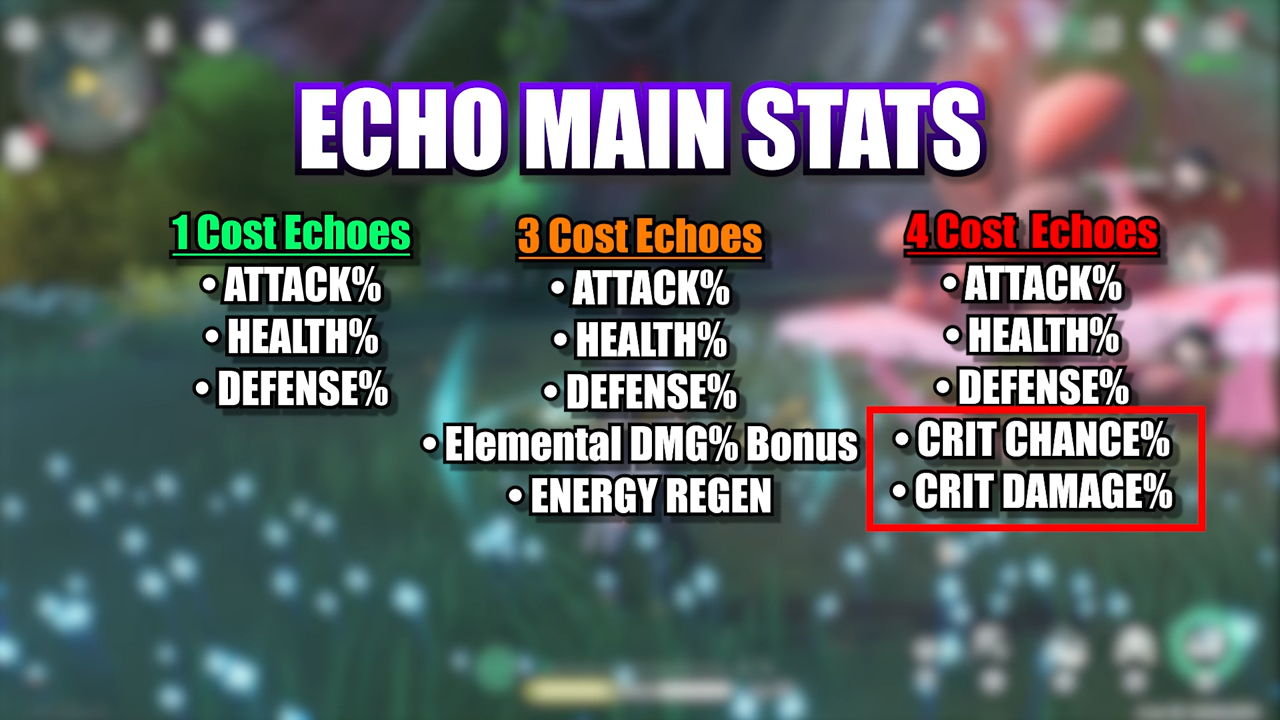 ECHO MAIN STATS
1 Cost Echoes
• ATTACK%
• HEALTH%
• DEFENSE%
3 Cost Echoes
• ATTACK%
• HEALTH%
• DEFENSE%
• Elemental DMG% Bonus
• ENERGY REGEN
4 Cost Echoes
• ATTACK%
• HEALTH%
• DEFENSE%
• CRIT CHANCE%
• CRIT DAMAGE%